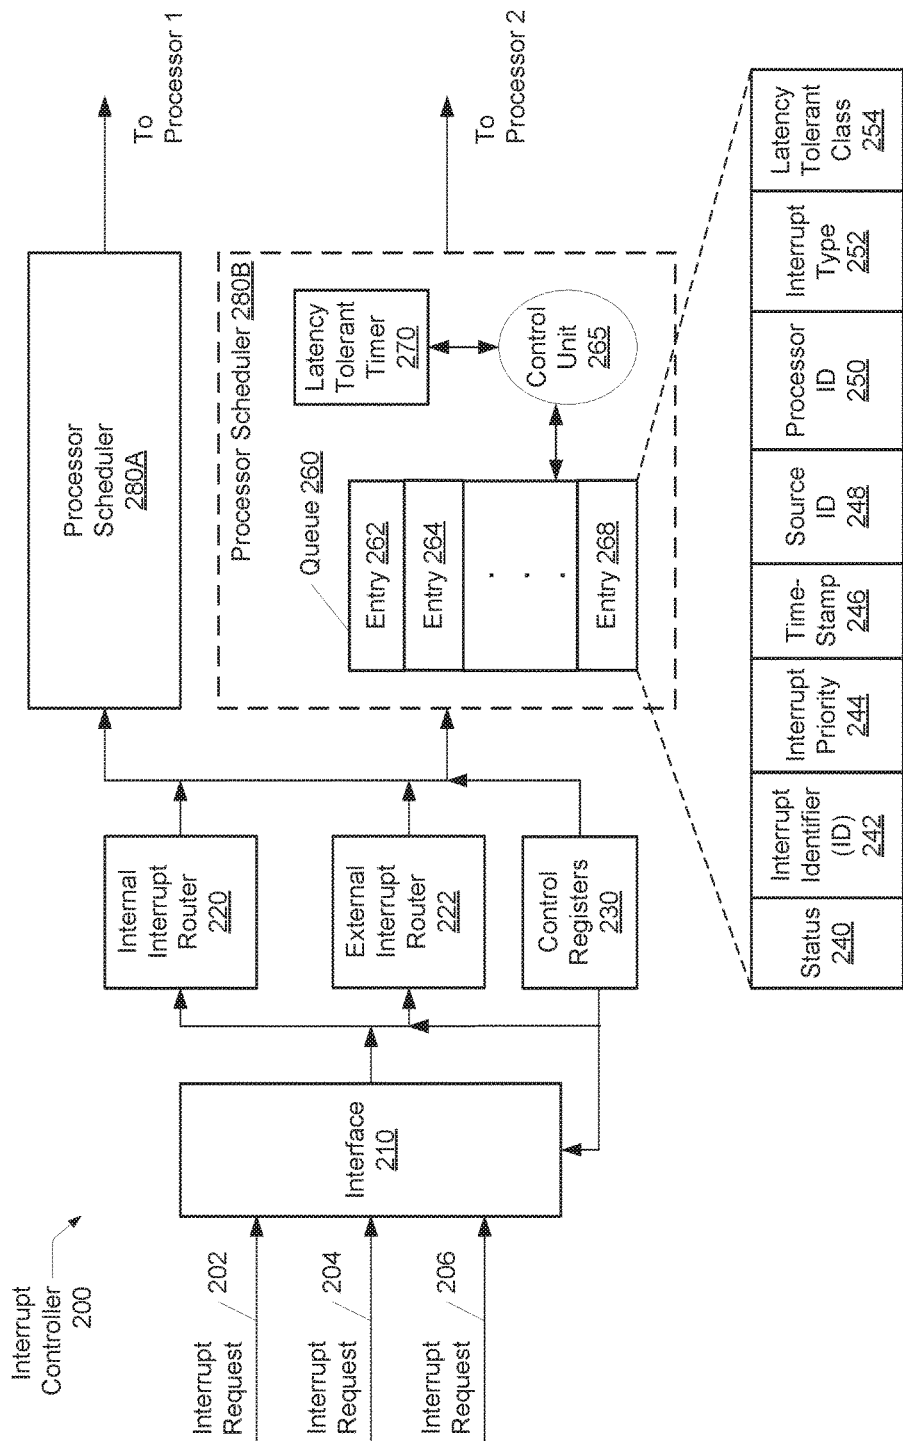 Interrupt
Controller
200
Interrupt
Request
202
Interrupt
Request
204
Interrupt
Request
206
Interface
210
Internal
Interrupt
Router
220
External
Interrupt
Router
222
Control
Registers
230
Processor
Scheduler
280A
To
Processor 1
Processor Scheduler 280B
Queue 260
Entry 262
Entry 264
. . .
Entry 268
Latency
Tolerant
Timer
270
Control
Unit
265
To
Processor 2
Status
240
Interrupt
Identifier
(ID)
242
Interrupt
Priority
244
Time-
Stamp
246
Source
ID
248
Processor
ID
250
Interrupt
Type
252
Latency
Tolerant
Class
254